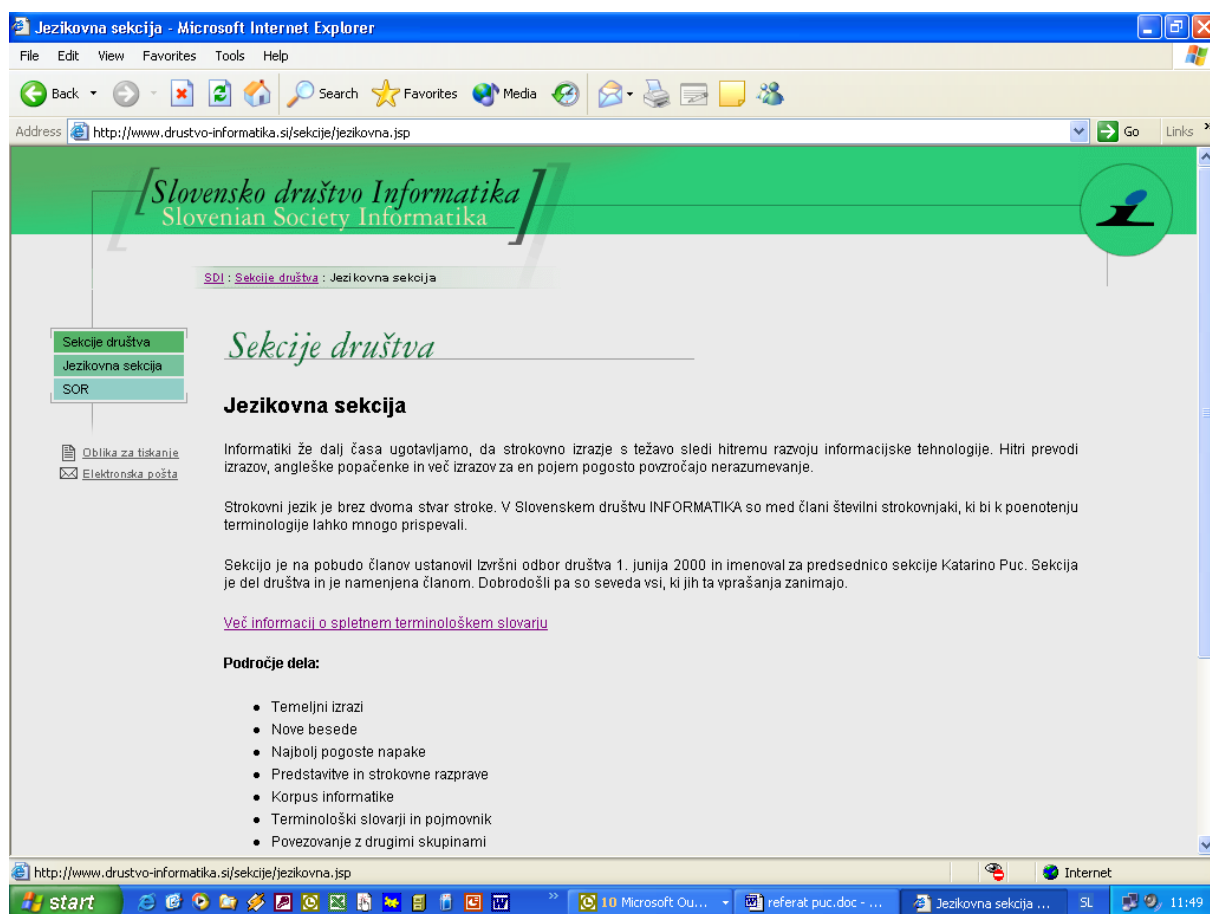 Jezikovna sekcija - Microsoft Internet Explorer
File Edit View Favorites Tools Help
Back Search Favorites Media
Address http://www.drustvo-informatika.si/sekcije/jezikovna.jsp Go Links »
Slovensko društvo Informatika
Slovenian Society Informatika
SDI : Sekcije društva : Jezikovna sekcija
Sekcije društva
Jezikovna sekcija
SOR
Oblika za tiskanje
Elektronska pošta
Sekcije društva
Jezikovna sekcija
Informatiki že dalj časa ugotavljamo, da strokovno izrazje s težavo sledi hitremu razvoju informacijske tehnologije. Hitri prevodi
izrazov, angleške popačenke in več izrazov za en pojem pogosto povzročajo nerazumevanje.
Strokovni jezik je brez dvoma stvar stroke. V Slovenskem društvu INFORMATIKA so med člani številni strokovnjaki, ki bi k poenotenju
terminologije lahko mnogo prispevali.
Sekcijo je na pobudo članov ustanovil Izvršni odbor društva 1. junija 2000 in imenoval za predsednico sekcije Katarino Puc. Sekcija
je del društva in je namenjena članom. Dobrodošli pa so seveda vsi, ki jih ta vprašanja zanimajo.
Več informacij o spletnem terminološkem slovarju
Področje dela:
• Temeljni izrazi
• Nove besede
• Najbolj pogoste napake
• Predstavitve in strokovne razprave
• Korpus informatike
• Terminološki slovarji in pojmovnik
• Povezovanje z drugimi skupinami
http://www.drustvo-informatika.si/sekcije/jezikovna.jsp Internet
start » 10 Microsoft Ou... referat puc.doc - ... Jezikovna sekcija ... SL 11:49